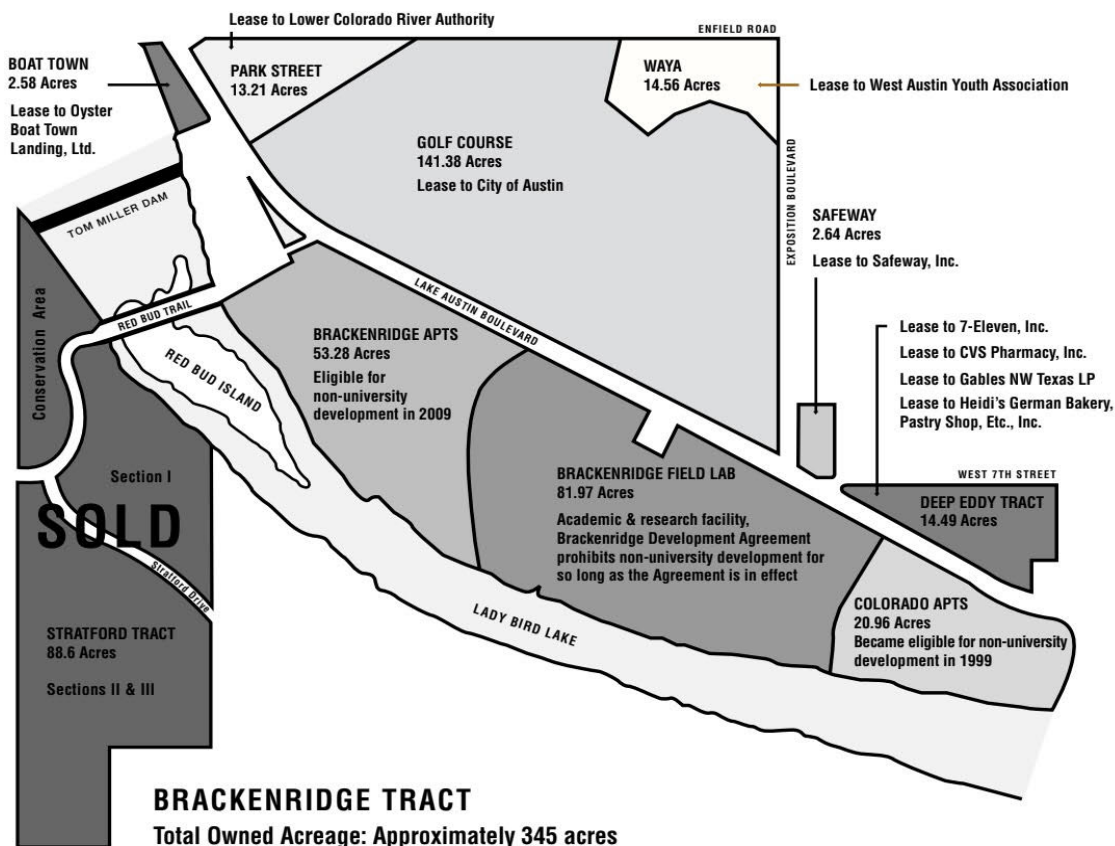 Lease to Lower Colorado River Authority
ENFIELD ROAD
BOAT TOWN
2.58 Acres
Lease to Oyster
Boat Town
Landing, Ltd.
PARK STREET
13.21 Acres
WAYA
14.56 Acres
Lease to West Austin Youth Association
GOLF COURSE
141.38 Acres
Lease to City of Austin
TOM MILLER DAM
EXPOSITION BOULEVARD
SAFEWAY
2.64 Acres
Lease to Safeway, Inc.
Conservation Area
RED BUD TRAIL
LAKE AUSTIN BOULEVARD
RED BUD ISLAND
BRACKENRIDGE APTS
53.28 Acres
Eligible for
non-university
development in 2009
Lease to 7-Eleven, Inc.
Lease to CVS Pharmacy, Inc.
Lease to Gables NW Texas LP
Lease to Heidi's German Bakery,
Pastry Shop, Etc., Inc.
Section I
SOLD
BRACKENRIDGE FIELD LAB
81.97 Acres
Academic & research facility,
Brackenridge Development Agreement
prohibits non-university development for
so long as the Agreement is in effect
WEST 7TH STREET
DEEP EDDY TRACT
14.49 Acres
Stratford Drive
LADY BIRD LAKE
COLORADO APTS
20.96 Acres
Became eligible for non-university
development in 1999
STRATFORD TRACT
88.6 Acres
Sections II & III
BRACKENRIDGE TRACT
Total Owned Acreage: Approximately 345 acres